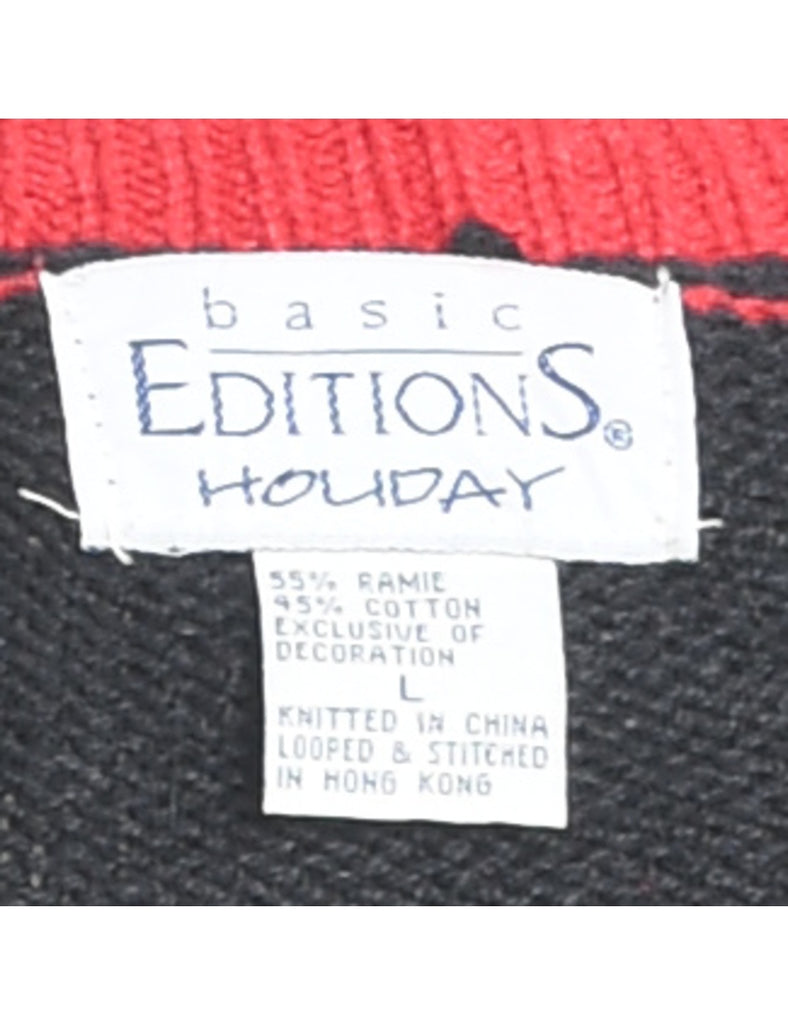 basic
EDITIONS®
HOLIDAY
55% RAMIE
45% COTTON
EXCLUSIVE OF
DECORATION
L
KNITTED IN CHINA
LOOPED & STITCHED
IN HONG KONG